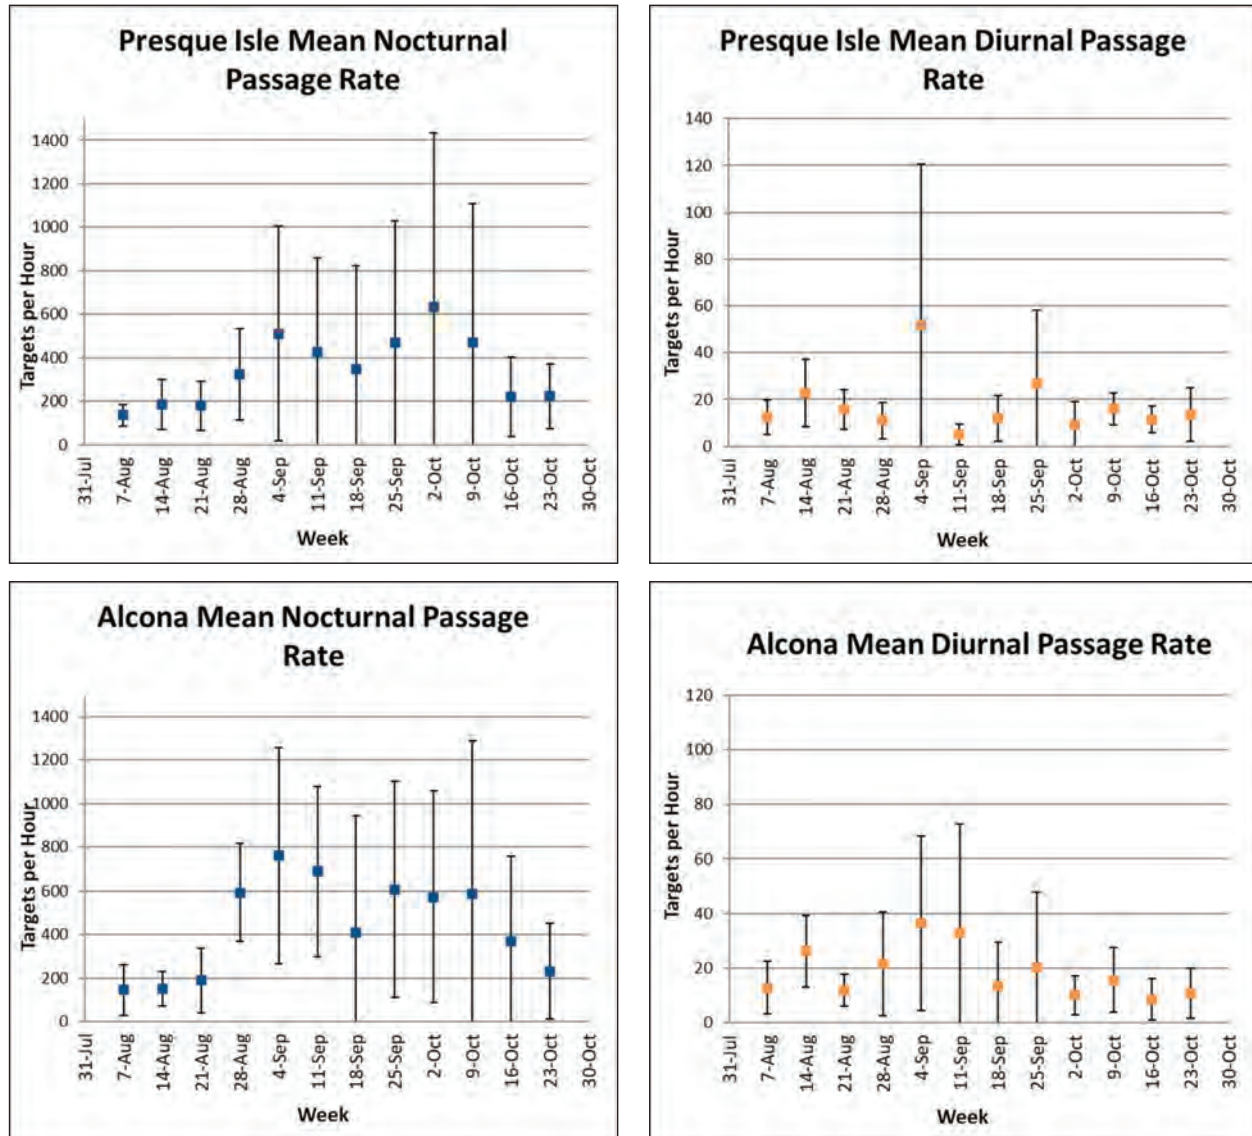 Presque Isle Mean Nocturnal
Passage Rate
Targets per Hour
1400
1200
1000
800
600
400
200
0
31-Jul
7-Aug
14-Aug
21-Aug
28-Aug
4-Sep
11-Sep
18-Sep
25-Sep
2-Oct
9-Oct
16-Oct
23-Oct
30-Oct
Week
Presque Isle Mean Diurnal Passage
Rate
Targets per Hour
140
120
100
80
60
40
20
0
31-Jul
7-Aug
14-Aug
21-Aug
28-Aug
4-Sep
11-Sep
18-Sep
25-Sep
2-Oct
9-Oct
16-Oct
23-Oct
30-Oct
Week
Alcona Mean Nocturnal Passage
Rate
Targets per Hour
1400
1200
1000
800
600
400
200
0
31-Jul
7-Aug
14-Aug
21-Aug
28-Aug
4-Sep
11-Sep
18-Sep
25-Sep
2-Oct
9-Oct
16-Oct
23-Oct
30-Oct
Week
Alcona Mean Diurnal Passage Rate
Targets per Hour
120
100
80
60
40
20
0
31-Jul
7-Aug
14-Aug
21-Aug
28-Aug
4-Sep
11-Sep
18-Sep
25-Sep
2-Oct
9-Oct
16-Oct
23-Oct
30-Oct
Week